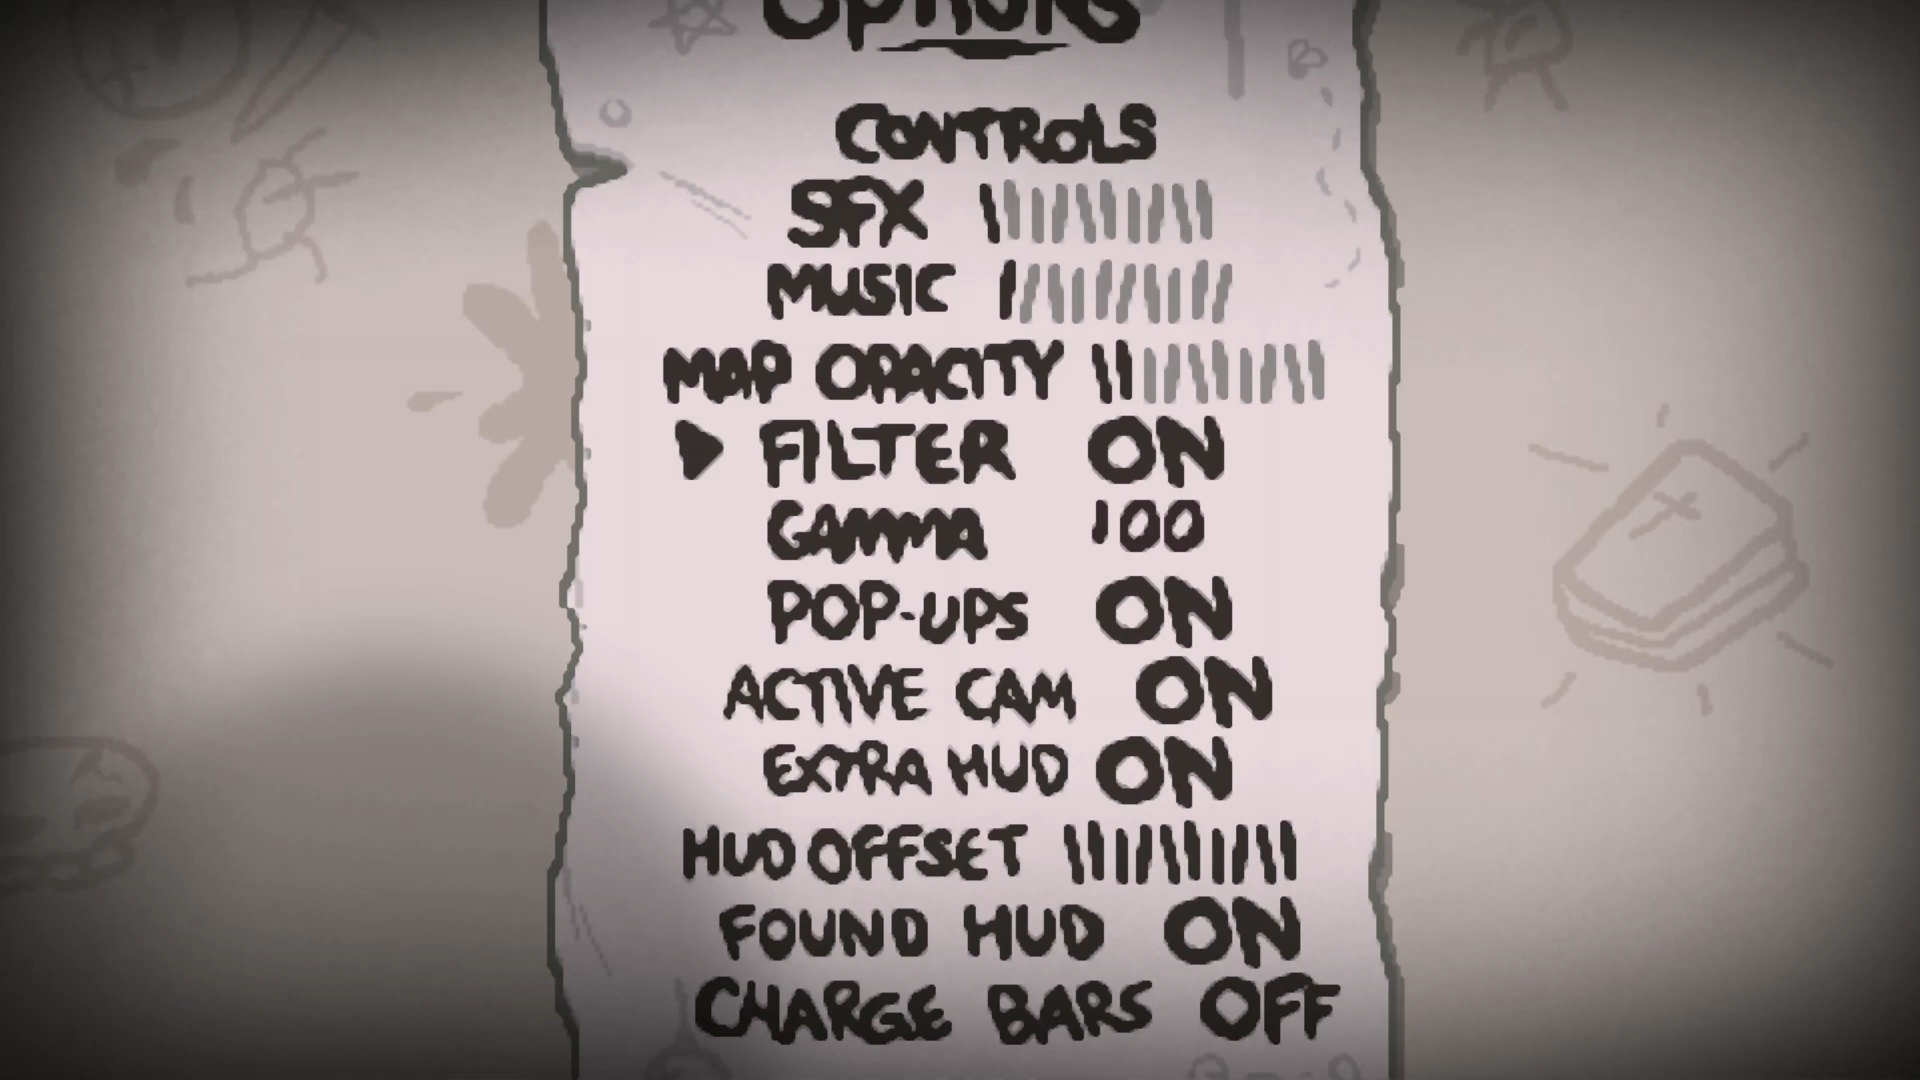 OPTIONS
CONTROLS
SFX
MUSIC
MAP OPACITY
FILTER ON
GAMMA 100
POP-UPS ON
ACTIVE CAM ON
EXTRA HUD ON
HUD OFFSET
FOUND HUD ON
CHARGE BARS OFF